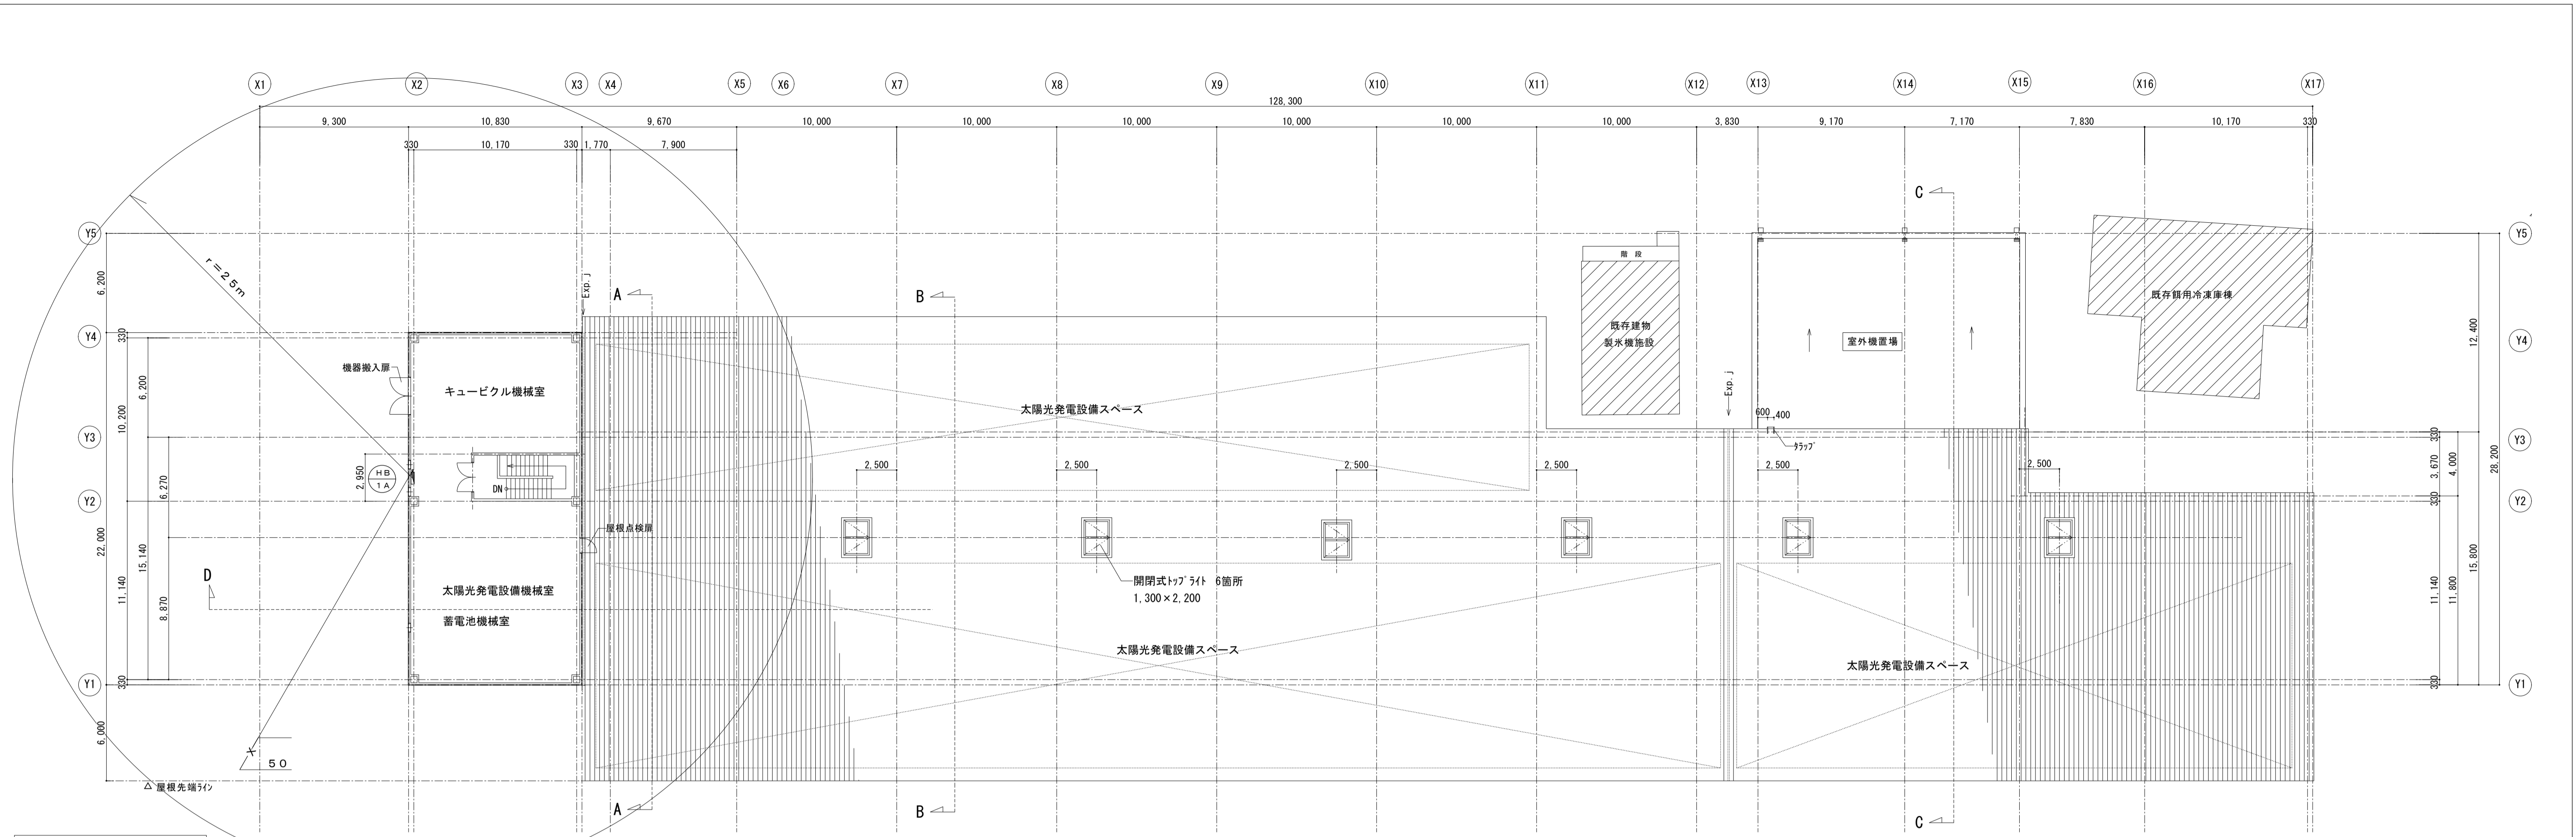 X1 X2 X3 X4 X5 X6 X7 X8 X9 X10 X11 X12 X13 X14 X15 X16 X17
128,300
9,300 10,830 9,670 10,000 10,000 10,000 10,000 10,000 10,000 3,830 9,170 7,170 7,830 10,170 330
330 10,170 330 1,770 7,900
C
Y5
Y5
r=25m
6,200
Exp.j
A
B
階 段
既存餌用冷凍庫棟
既存建物
製氷機施設
室外機置場
12,400
Y4
Y4
330
機器搬入扉
キュービクル機械室
6,200
10,200
太陽光発電設備スペース
Exp.j
600 400
タラップ
Y3
Y3
330
28,200
2,950
HB
1A
DN
6,270
2,500 2,500 2,500 2,500 2,500 2,500
3,670
4,000
Y2
Y2
330
屋根点検扉
22,000
15,140
15,800
D
開閉式トップライト 6箇所
1,300×2,200
11,140
8,870
太陽光発電設備機械室
蓄電池機械室
11,140
11,800
太陽光発電設備スペース
太陽光発電設備スペース
Y1
Y1
330
330
6,000
50
△ 屋根先端ライン
A
B
C